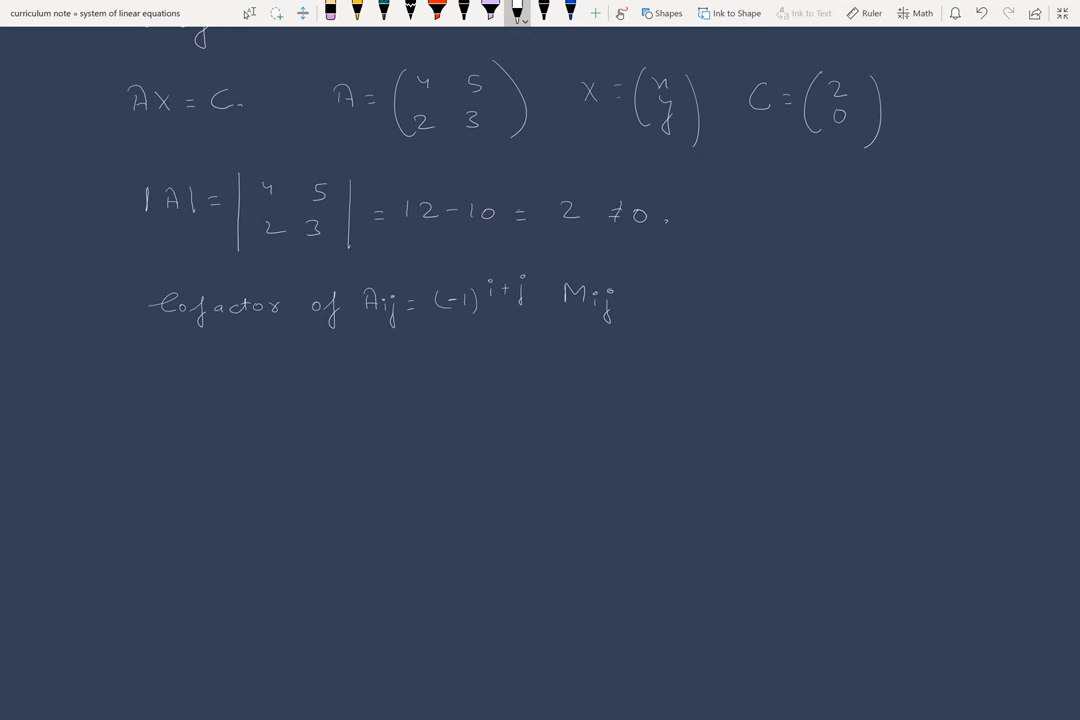 curriculum note » system of linear equations
Shapes Ink to Shape Ink to Text Ruler Math
y
AX = C. A = (4 5 2 3) X = (x y) C = (2 0)
|A| = |4 5 2 3| = 12 - 10 = 2 ≠ 0.
Cofactor of Aij = (-1)^i+j Mij